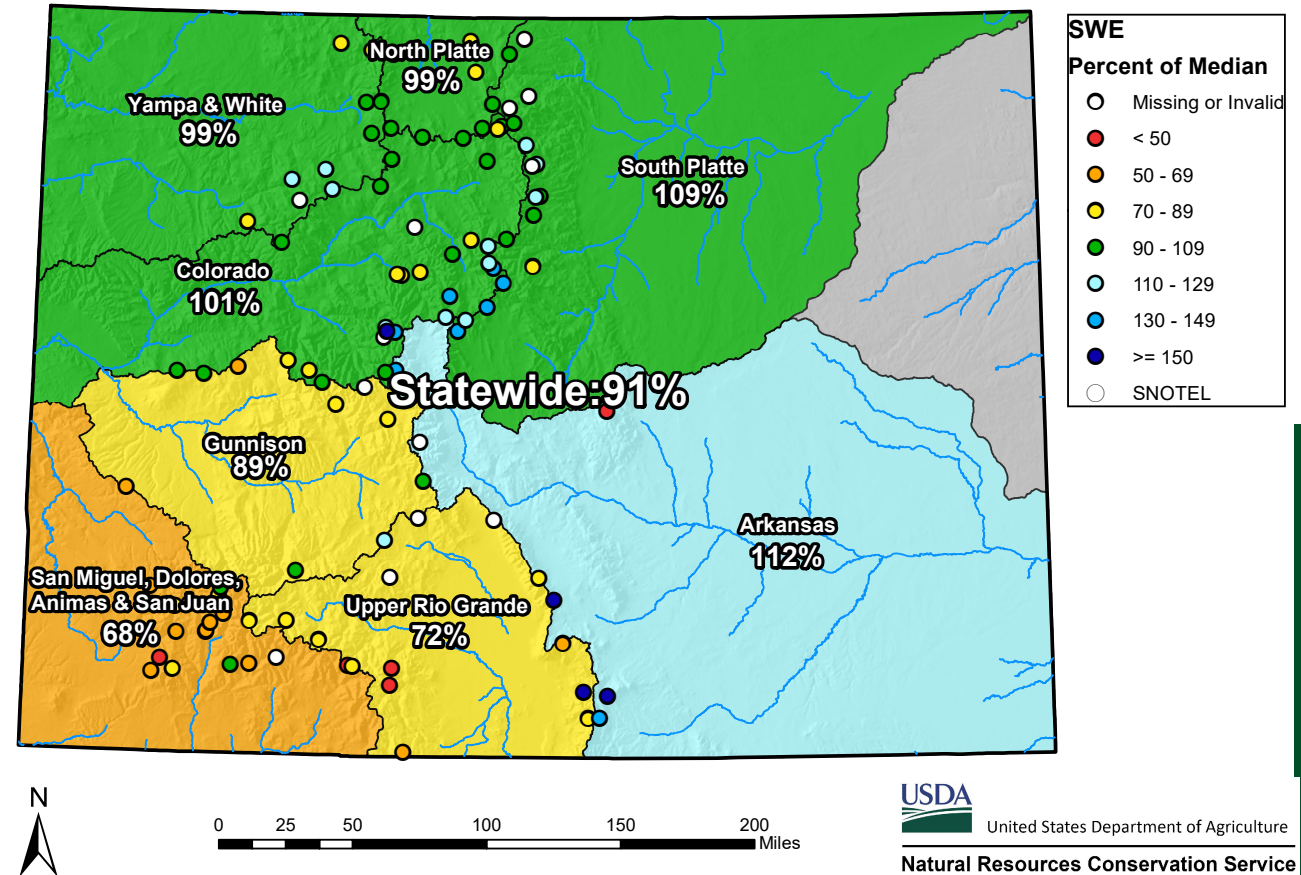 SWE
Percent of Median
Missing or Invalid
< 50
50 - 69
70 - 89
90 - 109
110 - 129
130 - 149
>= 150
SNOTEL
North Platte
99%
Yampa & White
99%
South Platte
109%
Colorado
101%
Statewide:91%
Gunnison
89%
Arkansas
112%
San Miguel, Dolores,
Animas & San Juan
68%
Upper Rio Grande
72%
N
0 25 50 100 150 200
Miles
USDA
United States Department of Agriculture
Natural Resources Conservation Service